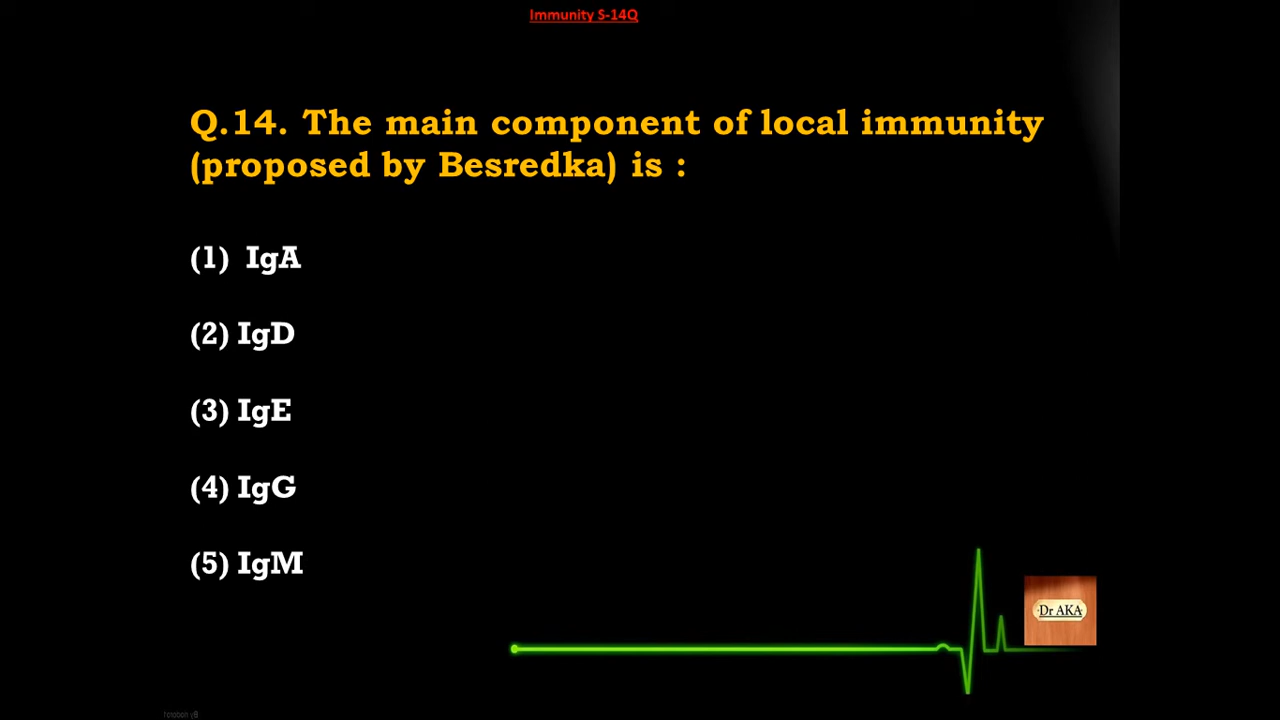 Immunity S-14Q
Q.14. The main component of local immunity
(proposed by Besredka) is :
(1) IgA
(2) IgD
(3) IgE
(4) IgG
(5) IgM
Dr AKA